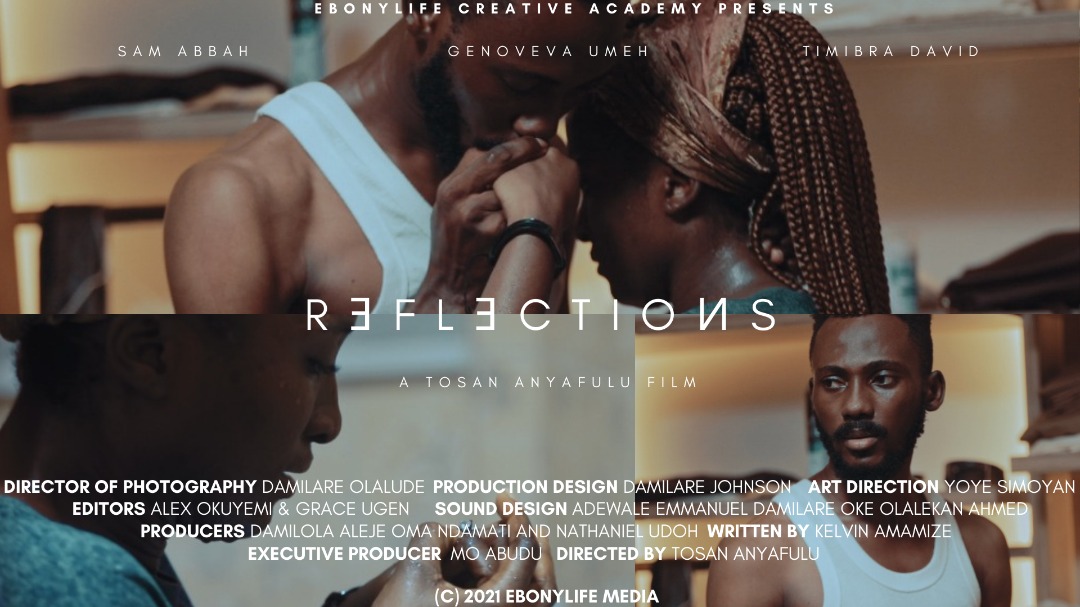 EBONYLIFE CREATIVE ACADEMY PRESENTS
SAM ABBAH GENOVEVA UMEH TIMIBRA DAVID
RƎFLƎCTIOИS
A TOSAN ANYAFULU FILM
DIRECTOR OF PHOTOGRAPHY DAMILARE OLALUDE PRODUCTION DESIGN DAMILARE JOHNSON ART DIRECTION YOYE SIMOYAN
EDITORS ALEX OKUYEMI & GRACE UGEN SOUND DESIGN ADEWALE EMMANUEL DAMILARE OKE OLALEKAN AHMED
PRODUCERS DAMILOLA ALEJE OMA NDAMATI AND NATHANIEL UDOH WRITTEN BY KELVIN AMAMIZE
EXECUTIVE PRODUCER MO ABUDU DIRECTED BY TOSAN ANYAFULU
(C) 2021 EBONYLIFE MEDIA